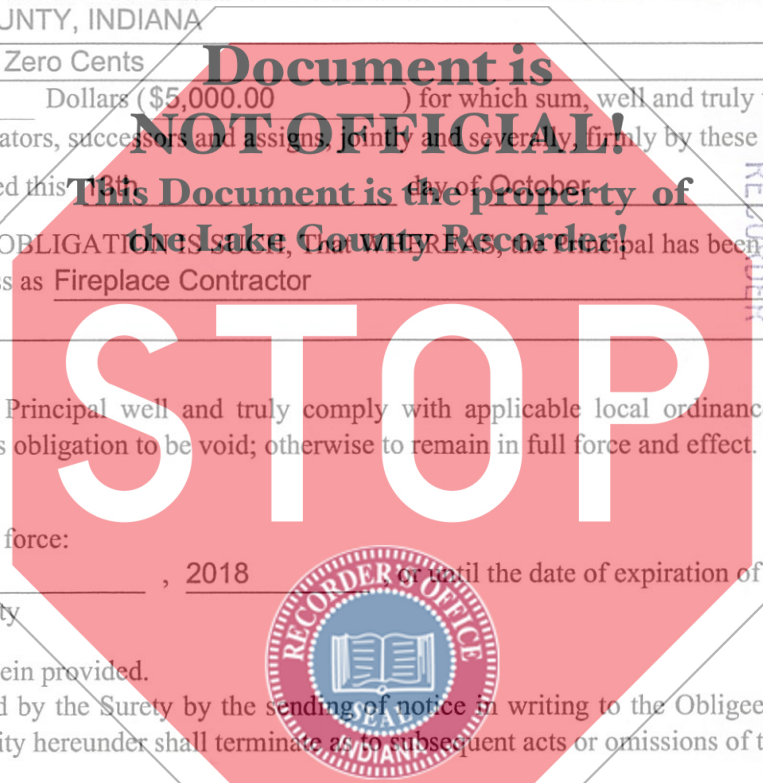 UNTY, INDIANA
Zero Cents
Document is
Dollars ($5,000.00 ) for which sum, well and truly
NOT OFFICIAL!
ators, successors and assigns, jointly and severally, firmly by these
ed this 13th day of October
This Document is the property of
the Lake County Recorder!
OBLIGATION IS SUCH, That WHEREAS, the Principal has been
ss as Fireplace Contractor
RECORDER
STOP
Principal well and truly comply with applicable local ordinanc
s obligation to be void; otherwise to remain in full force and effect.
force:
, 2018 , or until the date of expiration of
ty
RECORDER'S OFFICE
SEAL
INDIANA
ein provided.
d by the Surety by the sending of notice in writing to the Obligee
ity hereunder shall terminate as to subsequent acts or omissions of t